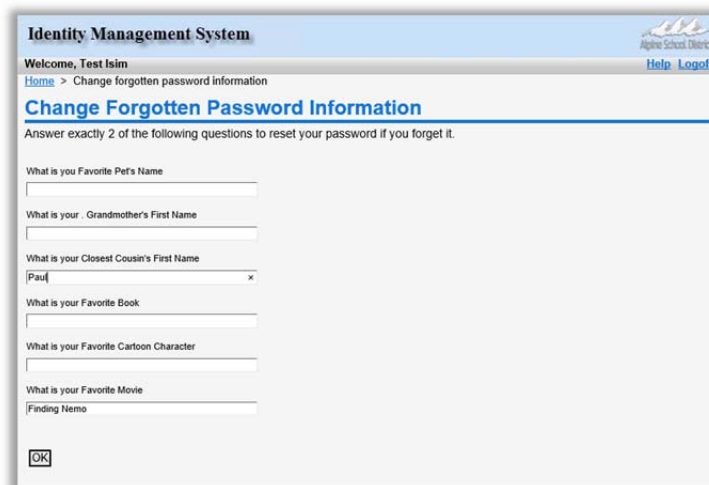 Identity Management System
Alpine School District
Welcome, Test Isim
Help Logof
Home > Change forgotten password information
Change Forgotten Password Information
Answer exactly 2 of the following questions to reset your password if you forget it.
What is you Favorite Pet's Name
What is your . Grandmother's First Name
What is your Closest Cousin's First Name
Paul ×
What is your Favorite Book
What is your Favorite Cartoon Character
What is your Favorite Movie
Finding Nemo
OK